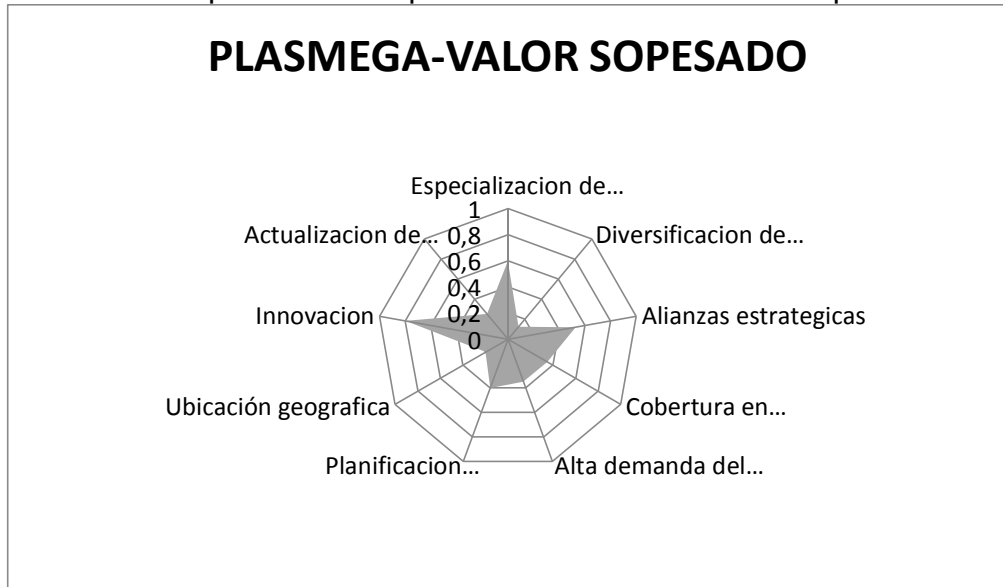 PLASMEGA-VALOR SOPESADO
Especializacion de...
Diversificacion de...
Alianzas estrategicas
Cobertura en...
Alta demanda del...
Planificacion...
Ubicación geografica
Innovacion
Actualizacion de...
1
0,8
0,6
0,4
0,2
0